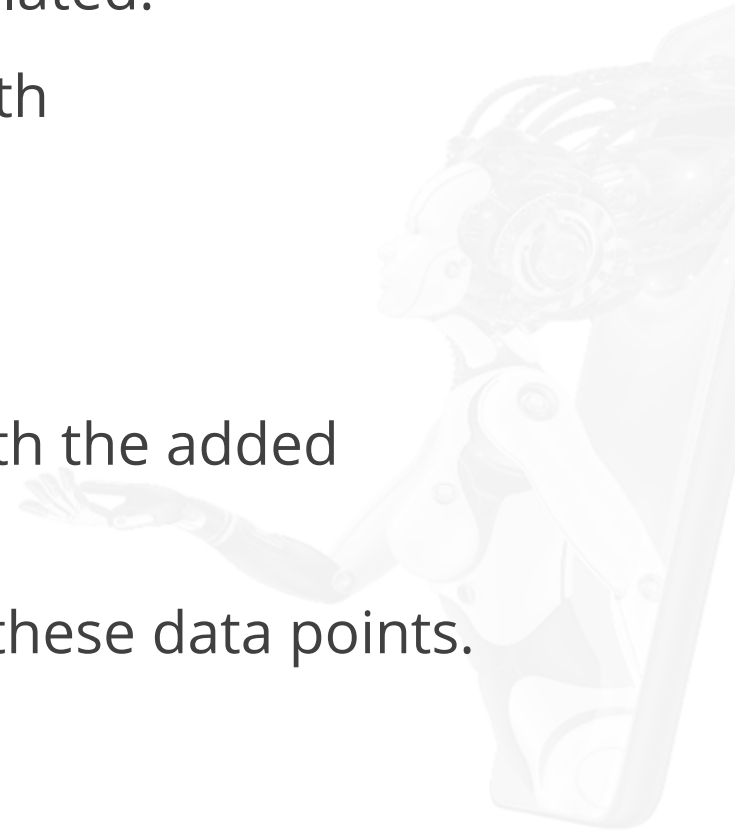 th
th the added
these data points.